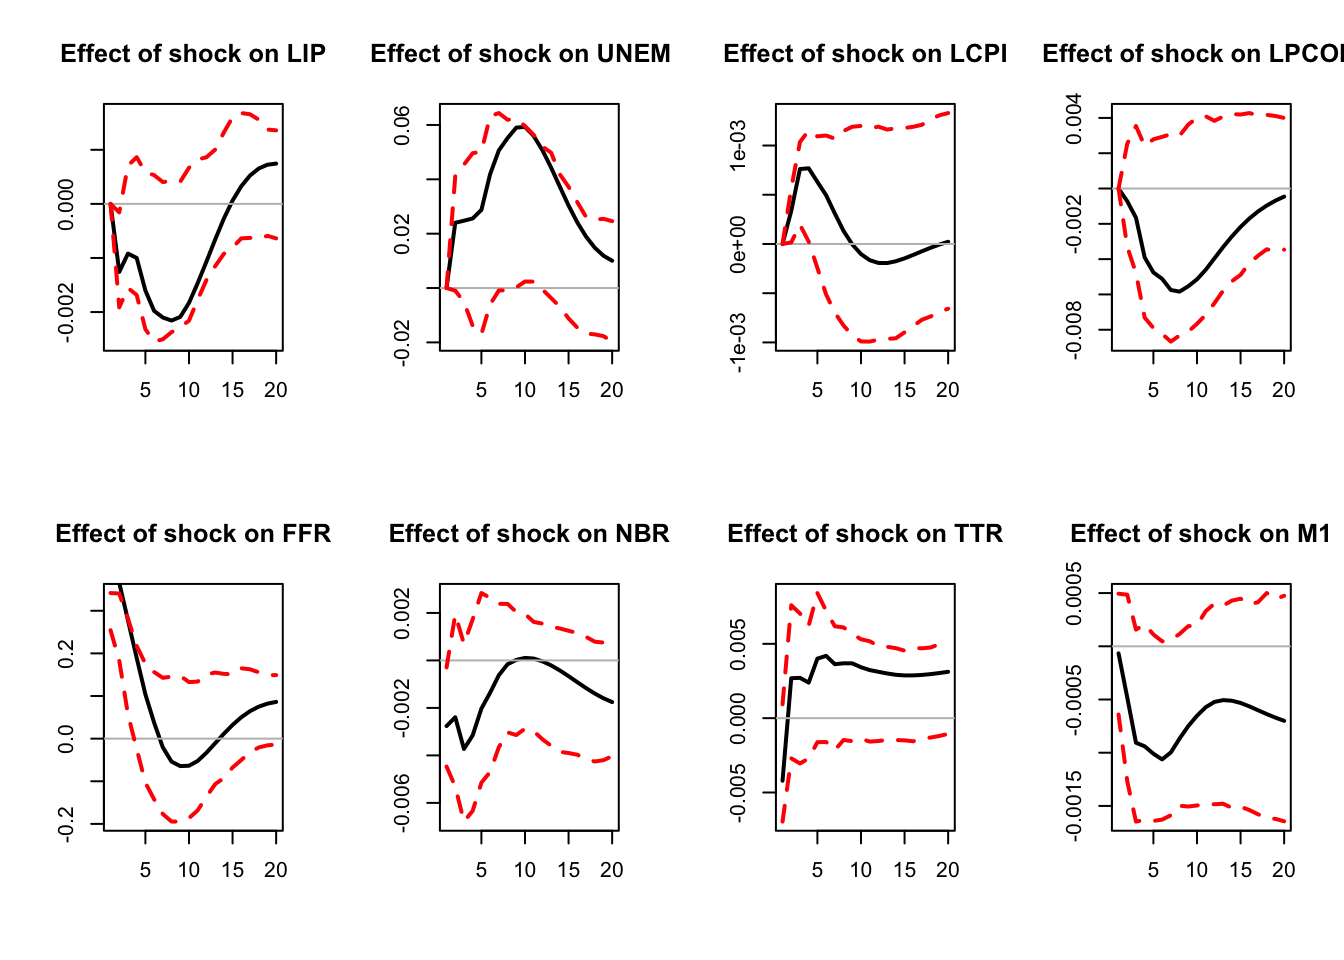 Effect of shock on LIP
Effect of shock on UNEM
Effect of shock on LCPI
Effect of shock on LPCO
0.000
-0.002
5 10 15 20
0.06
0.02
-0.02
5 10 15 20
1e-03
0e+00
-1e-03
5 10 15 20
0.004
-0.002
-0.008
5 10 15 20
Effect of shock on FFR
Effect of shock on NBR
Effect of shock on TTR
Effect of shock on M1
0.2
0.0
-0.2
5 10 15 20
0.002
-0.002
-0.006
5 10 15 20
0.005
0.000
-0.005
5 10 15 20
0.0005
-0.0005
-0.0015
5 10 15 20